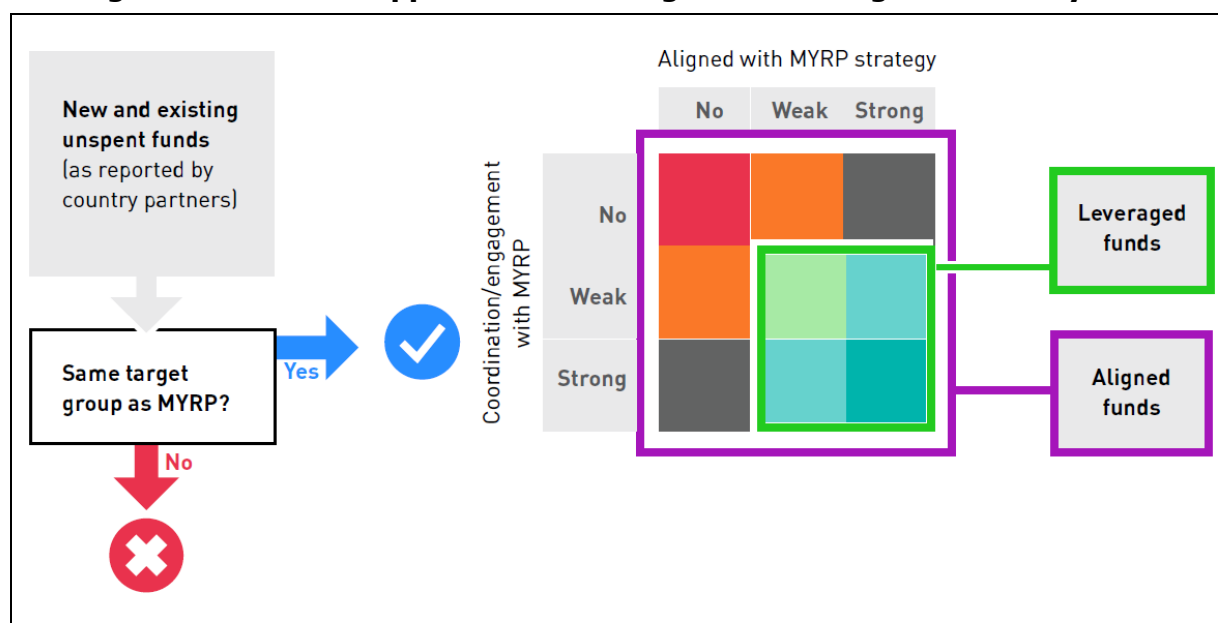 New and existing
unspent funds
(as reported by
country partners)
Same target
group as MYRP?
Yes
No
Aligned with MYRP strategy
No Weak Strong
Coordination/engagement
with MYRP
No
Weak
Strong
Leveraged
funds
Aligned
funds